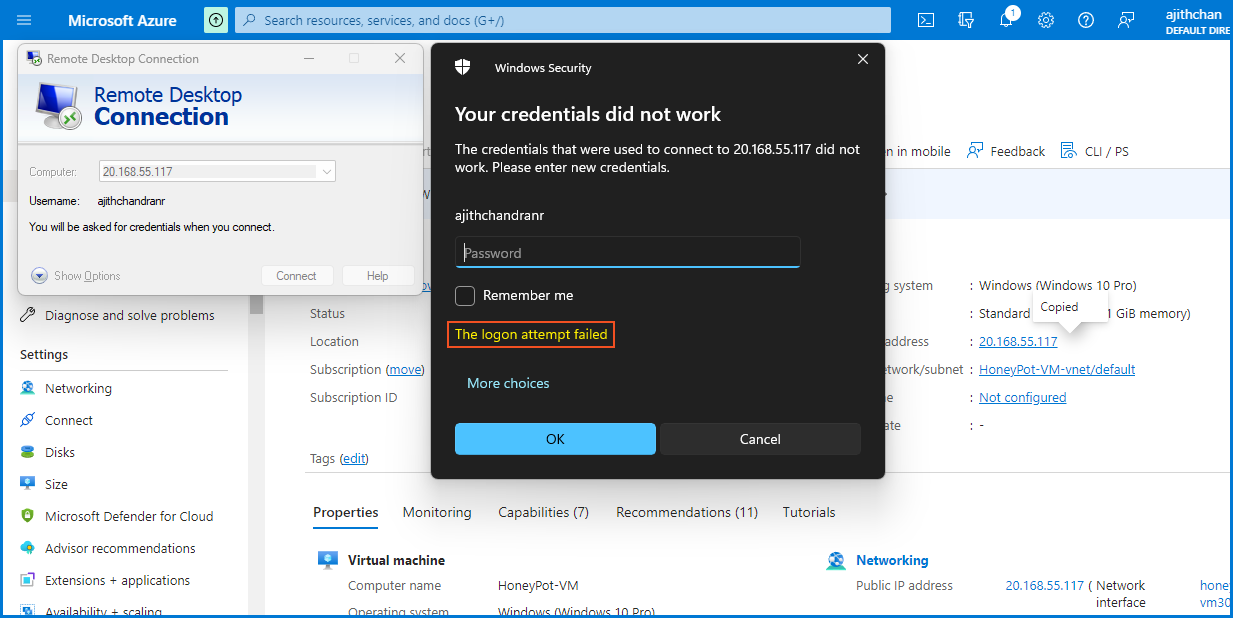 Microsoft Azure
Search resources, services, and docs (G+/)
1
ajithchan
DEFAULT DIRE
Remote Desktop Connection
Remote Desktop
Connection
Computer:
20.168.55.117
Username:
ajithchandranr
You will be asked for credentials when you connect.
Show Options
Connect
Help
Windows Security
Your credentials did not work
The credentials that were used to connect to 20.168.55.117 did not
work. Please enter new credentials.
ajithchandranr
Password
Remember me
The logon attempt failed
More choices
OK
Cancel
in mobile
Feedback
CLI / PS
Diagnose and solve problems
Settings
Networking
Connect
Disks
Size
Microsoft Defender for Cloud
Advisor recommendations
Extensions + applications
Availability + scaling
Status
Location
Subscription (move)
Subscription ID
Tags (edit)
system : Windows (Windows 10 Pro)
Copied
: Standard GiB memory)
address : 20.168.55.117
/subnet : HoneyPot-VM-vnet/default
: Not configured
: -
Properties
Monitoring
Capabilities (7)
Recommendations (11)
Tutorials
Virtual machine
Computer name
HoneyPot-VM
Operating system
Windows (Windows 10 Pro)
Networking
Public IP address
20.168.55.117 ( Network
interface
hone
vm30